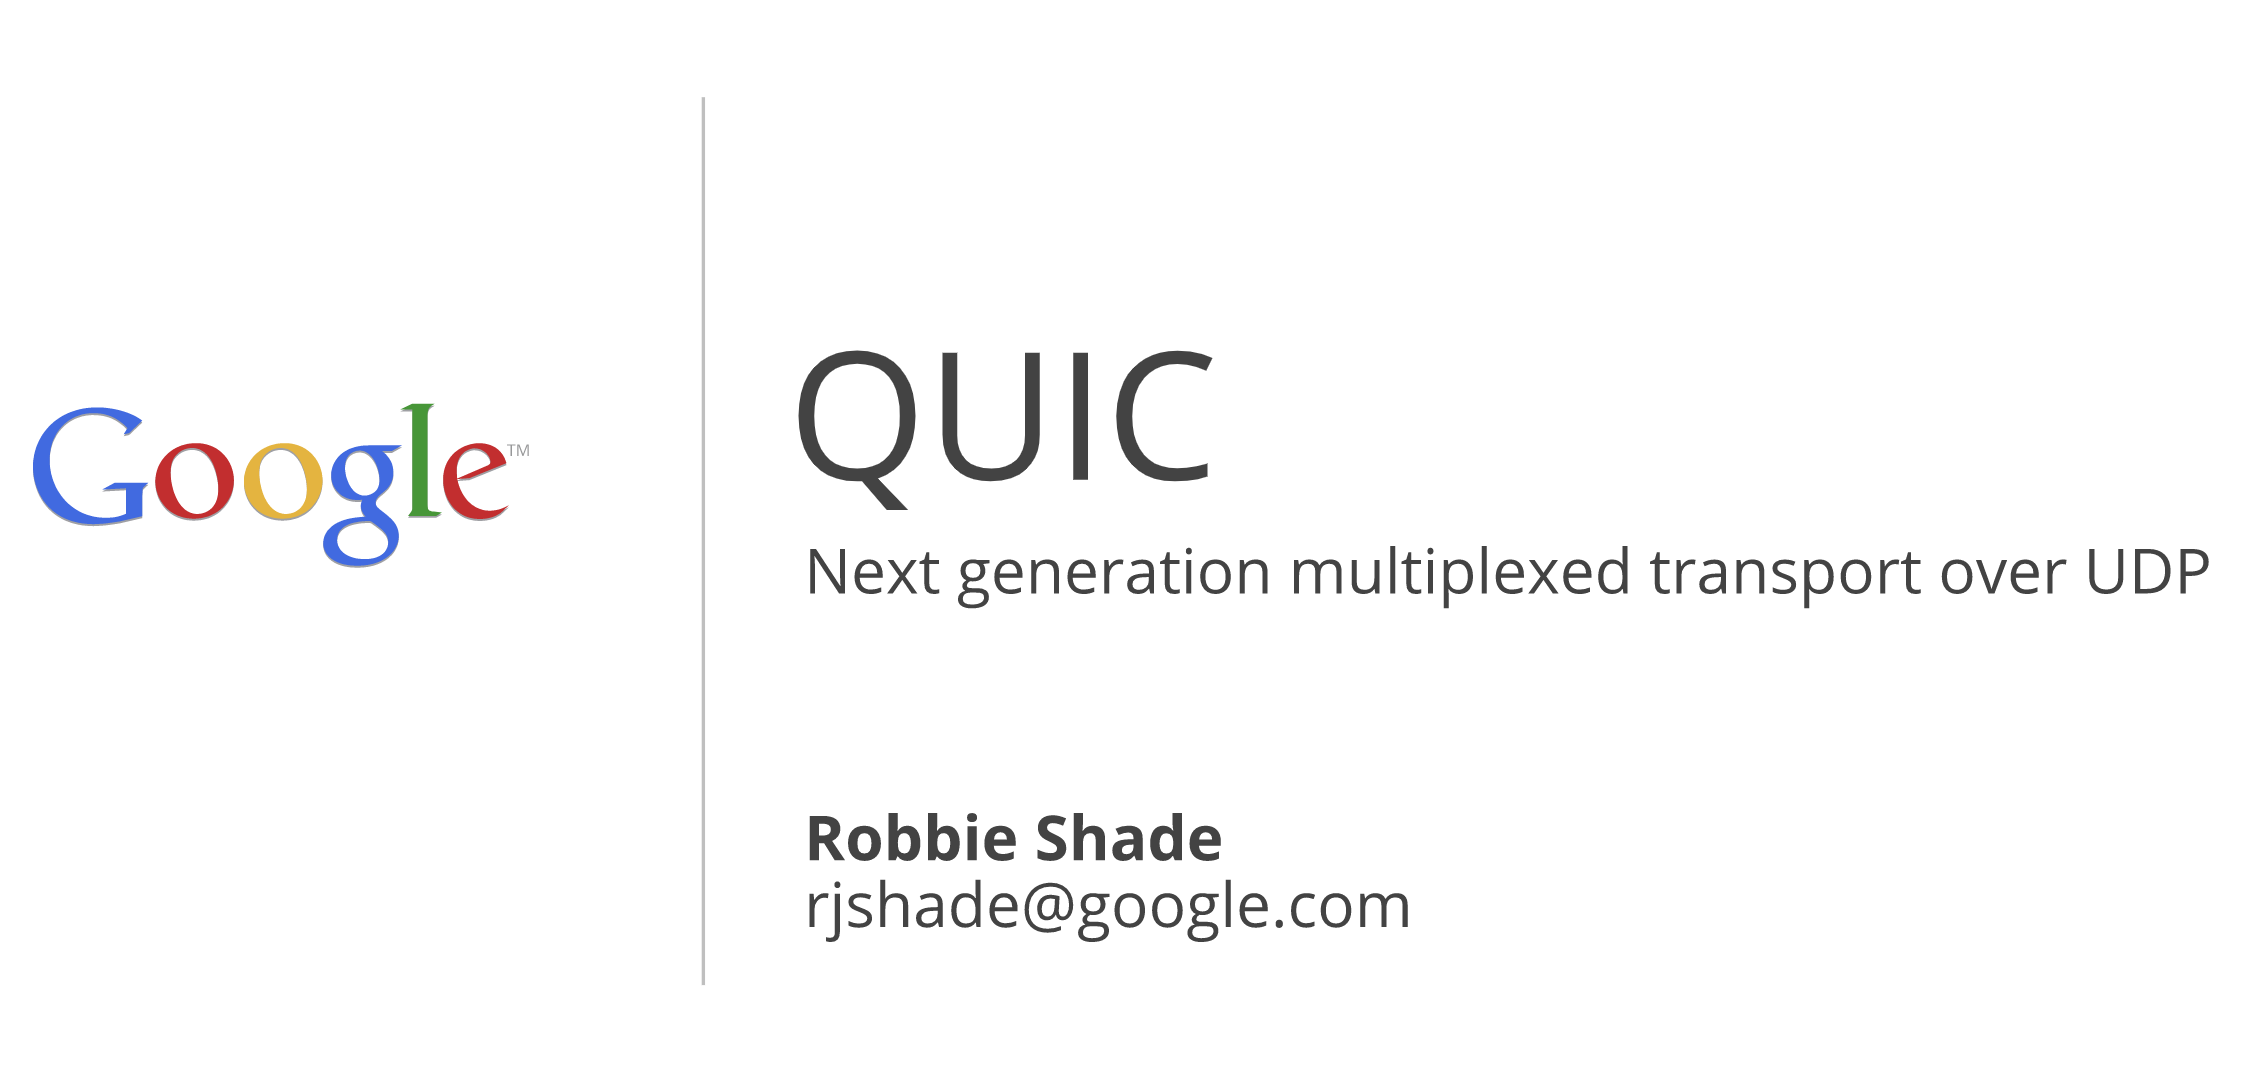 Google™
QUIC
Next generation multiplexed transport over UDP
Robbie Shade
rjshade@google.com